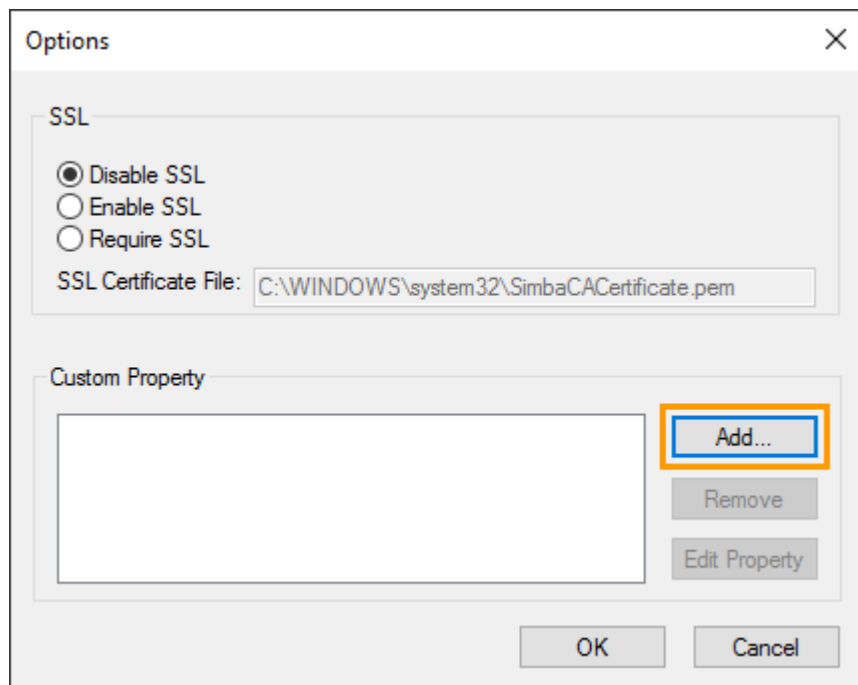 Options
SSL
Disable SSL
Enable SSL
Require SSL
SSL Certificate File: C:\WINDOWS\system32\SimbaCACertificate.pem
Custom Property
Add...
Remove
Edit Property
OK Cancel